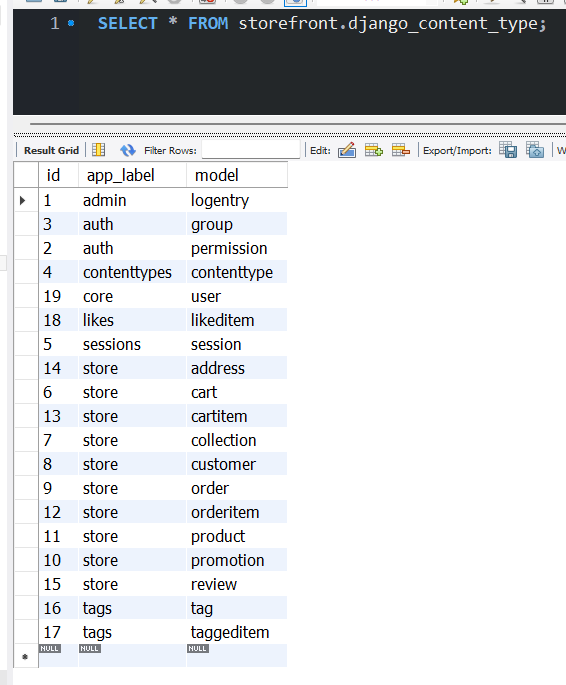 1 SELECT * FROM storefront.django_content_type;
Result Grid Filter Rows: Edit: Export/Import:
id app_label model
1 admin logentry
3 auth group
2 auth permission
4 contenttypes contenttype
19 core user
18 likes likeditem
5 sessions session
14 store address
6 store cart
13 store cartitem
7 store collection
8 store customer
9 store order
12 store orderitem
11 store product
10 store promotion
15 store review
16 tags tag
17 tags taggeditem
NULL NULL NULL